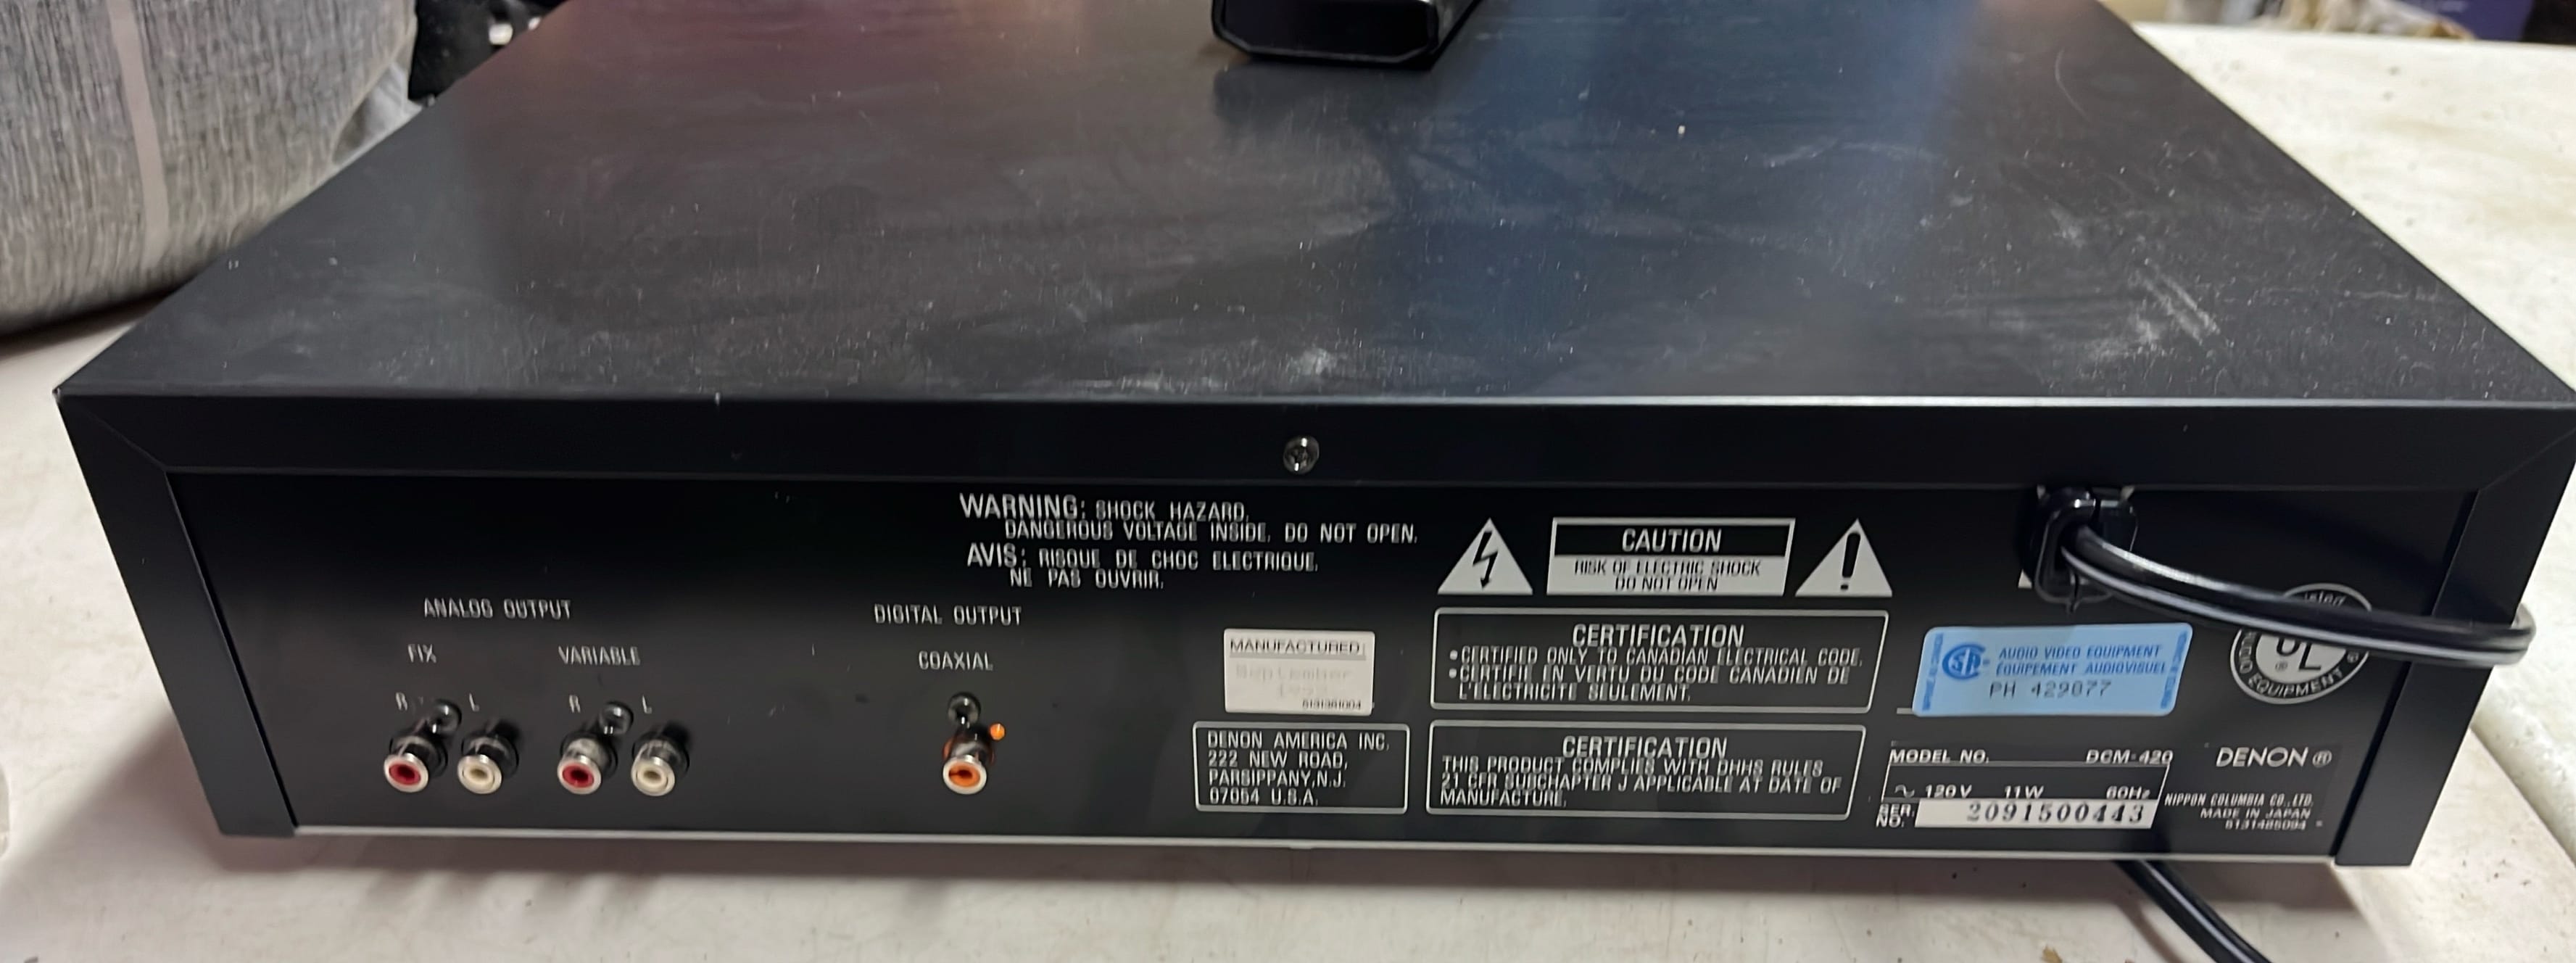 WARNING: SHOCK HAZARD.
DANGEROUS VOLTAGE INSIDE. DO NOT OPEN.
AVIS: RISQUE DE CHOC ELECTRIQUE.
NE PAS OUVRIR.
ANALOG OUTPUT
FIX
VARIABLE
R L
R L
DIGITAL OUTPUT
COAXIAL
CAUTION
RISK OF ELECTRIC SHOCK
DO NOT OPEN
MANUFACTURED:
September
DENON AMERICA INC.
222 NEW ROAD,
PARSIPPANY, N.J.
07054 U.S.A.
CERTIFICATION
• CERTIFIED ONLY TO CANADIAN ELECTRICAL CODE.
• CERTIFIE EN VERTU DU CODE CANADIEN DE
L'ELECTRICITE SEULEMENT.
CERTIFICATION
THIS PRODUCT COMPLIES WITH DHHS RULES
21 CFR SUBCHAPTER J APPLICABLE AT DATE OF
MANUFACTURE.
AUDIO VIDEO EQUIPMENT
EQUIPEMENT AUDIOVISUEL
PH 429077
UL
®
EQUIPMENT
MODEL NO. DCM-420
～ 120V 11W 60Hz
SER. NO. 2091500443
DENON ®
NIPPON COLUMBIA CO., LTD.
MADE IN JAPAN